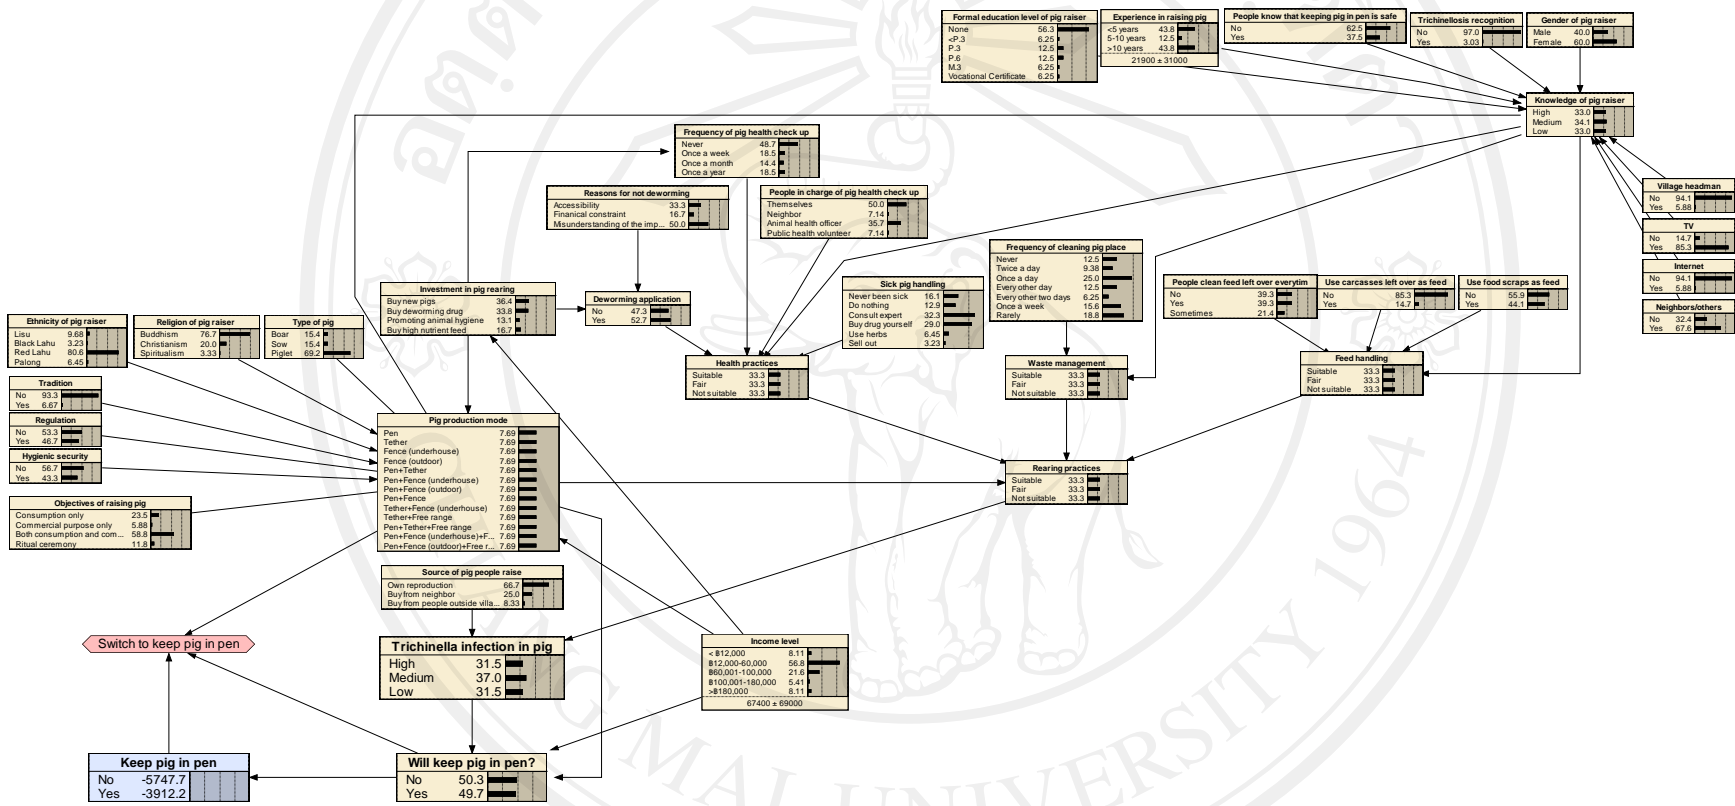 Formal education level of pig raiser
None 56.3
<P.3 6.25
P.3 12.5
P.6 12.5
M.3 6.25
Vocational Certificate 6.25
Experience in raising pig
<5 years 43.8
5-10 years 12.5
>10 years 43.8
21900 ± 31000
People know that keeping pig in pen is safe
No 62.5
Yes 37.5
Trichinellosis recognition
No 97.0
Yes 3.03
Gender of pig raiser
Male 40.0
Female 60.0
Knowledge of pig raiser
High 33.0
Medium 34.1
Low 33.0
Frequency of pig health check up
Never 48.7
Once a week 18.5
Once a month 14.4
Once a year 18.5
Reasons for not deworming
Accessibility 33.3
Finanical constraint 16.7
Misunderstanding of the imp... 50.0
People in charge of pig health check up
Themselves 50.0
Neighbor 7.14
Animal health officer 35.7
Public health volunteer 7.14
Village headman
No 94.1
Yes 5.88
TV
No 14.7
Yes 85.3
Internet
No 94.1
Yes 5.88
Neighbors/others
No 32.4
Yes 67.6
Frequency of cleaning pig place
Never 12.5
Twice a day 9.38
Once a day 25.0
Every other day 12.5
Every other two days 6.25
Once a week 15.6
Rarely 18.8
Sick pig handling
Never been sick 16.1
Do nothing 12.9
Consult expert 32.3
Buy drug yourself 29.0
Use herbs 6.45
Sell out 3.23
People clean feed left over everytim
No 39.3
Yes 39.3
Sometimes 21.4
Use carcasses left over as feed
No 85.3
Yes 14.7
Use food scraps as feed
No 55.9
Yes 44.1
Investment in pig rearing
Buy new pigs 36.4
Buy deworming drug 33.8
Promoting animal hygiene 13.1
Buy high nutrient feed 16.7
Deworming application
No 47.3
Yes 52.7
Ethnicity of pig raiser
Lisu 9.68
Black Lahu 3.23
Red Lahu 80.6
Palong 6.45
Religion of pig raiser
Buddhism 76.7
Christianism 20.0
Spiritualism 3.33
Type of pig
Boar 15.4
Sow 15.4
Piglet 69.2
Health practices
Suitable 33.3
Fair 33.3
Not suitable 33.3
Waste management
Suitable 33.3
Fair 33.3
Not suitable 33.3
Feed handling
Suitable 33.3
Fair 33.3
Not suitable 33.3
Tradition
No 93.3
Yes 6.67
Regulation
No 53.3
Yes 46.7
Hygienic security
No 56.7
Yes 43.3
Objectives of raising pig
Consumption only 23.5
Commercial purpose only 5.88
Both consumption and com... 58.8
Ritual ceremony 11.8
Pig production mode
Pen 7.69
Tether 7.69
Fence (underhouse) 7.69
Fence (outdoor) 7.69
Pen+Tether 7.69
Pen+Fence (underhouse) 7.69
Pen+Fence (outdoor) 7.69
Pen+Fence 7.69
Tether+Fence (underhouse) 7.69
Tether+Free range 7.69
Pen+Tether+Free range 7.69
Pen+Fence (underhouse)+F... 7.69
Pen+Fence (outdoor)+Free r... 7.69
Rearing practices
Suitable 33.3
Fair 33.3
Not suitable 33.3
Source of pig people raise
Own reproduction 66.7
Buy from neighbor 25.0
Buy from people outside villa... 8.33
Switch to keep pig in pen
Trichinella infection in pig
High 31.5
Medium 37.0
Low 31.5
Income level
< ฿12,000 8.11
฿12,000-60,000 56.8
฿60,001-100,000 21.6
฿100,001-180,000 5.41
>฿180,000 8.11
67400 ± 69000
Keep pig in pen
No -5747.7
Yes -3912.2
Will keep pig in pen?
No 50.3
Yes 49.7
MAI UNIVERSITY 1964